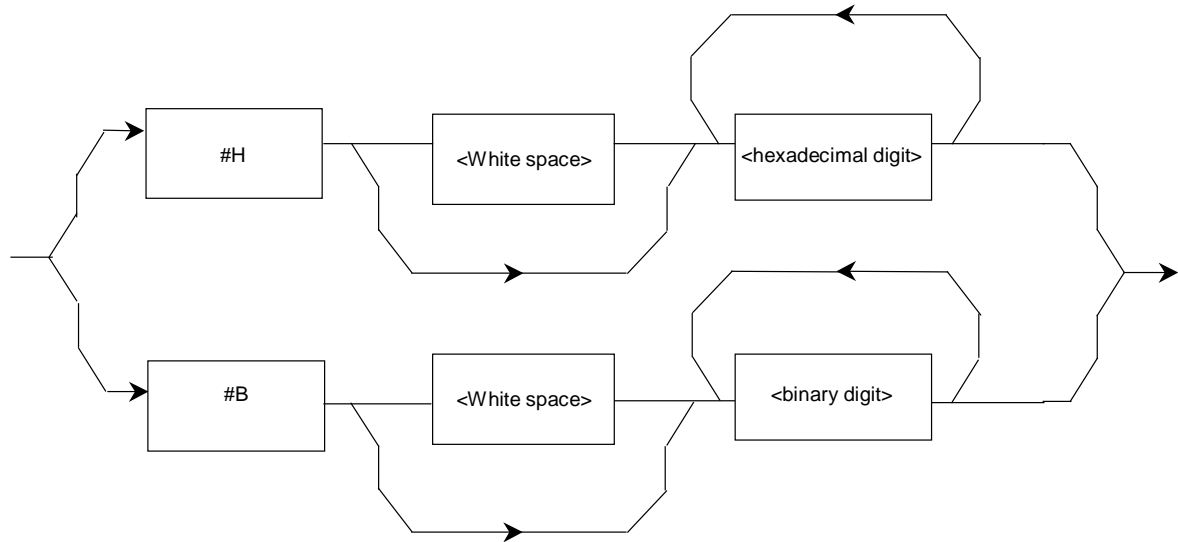 #H
<White space>
<hexadecimal digit>
#B
<White space>
<binary digit>